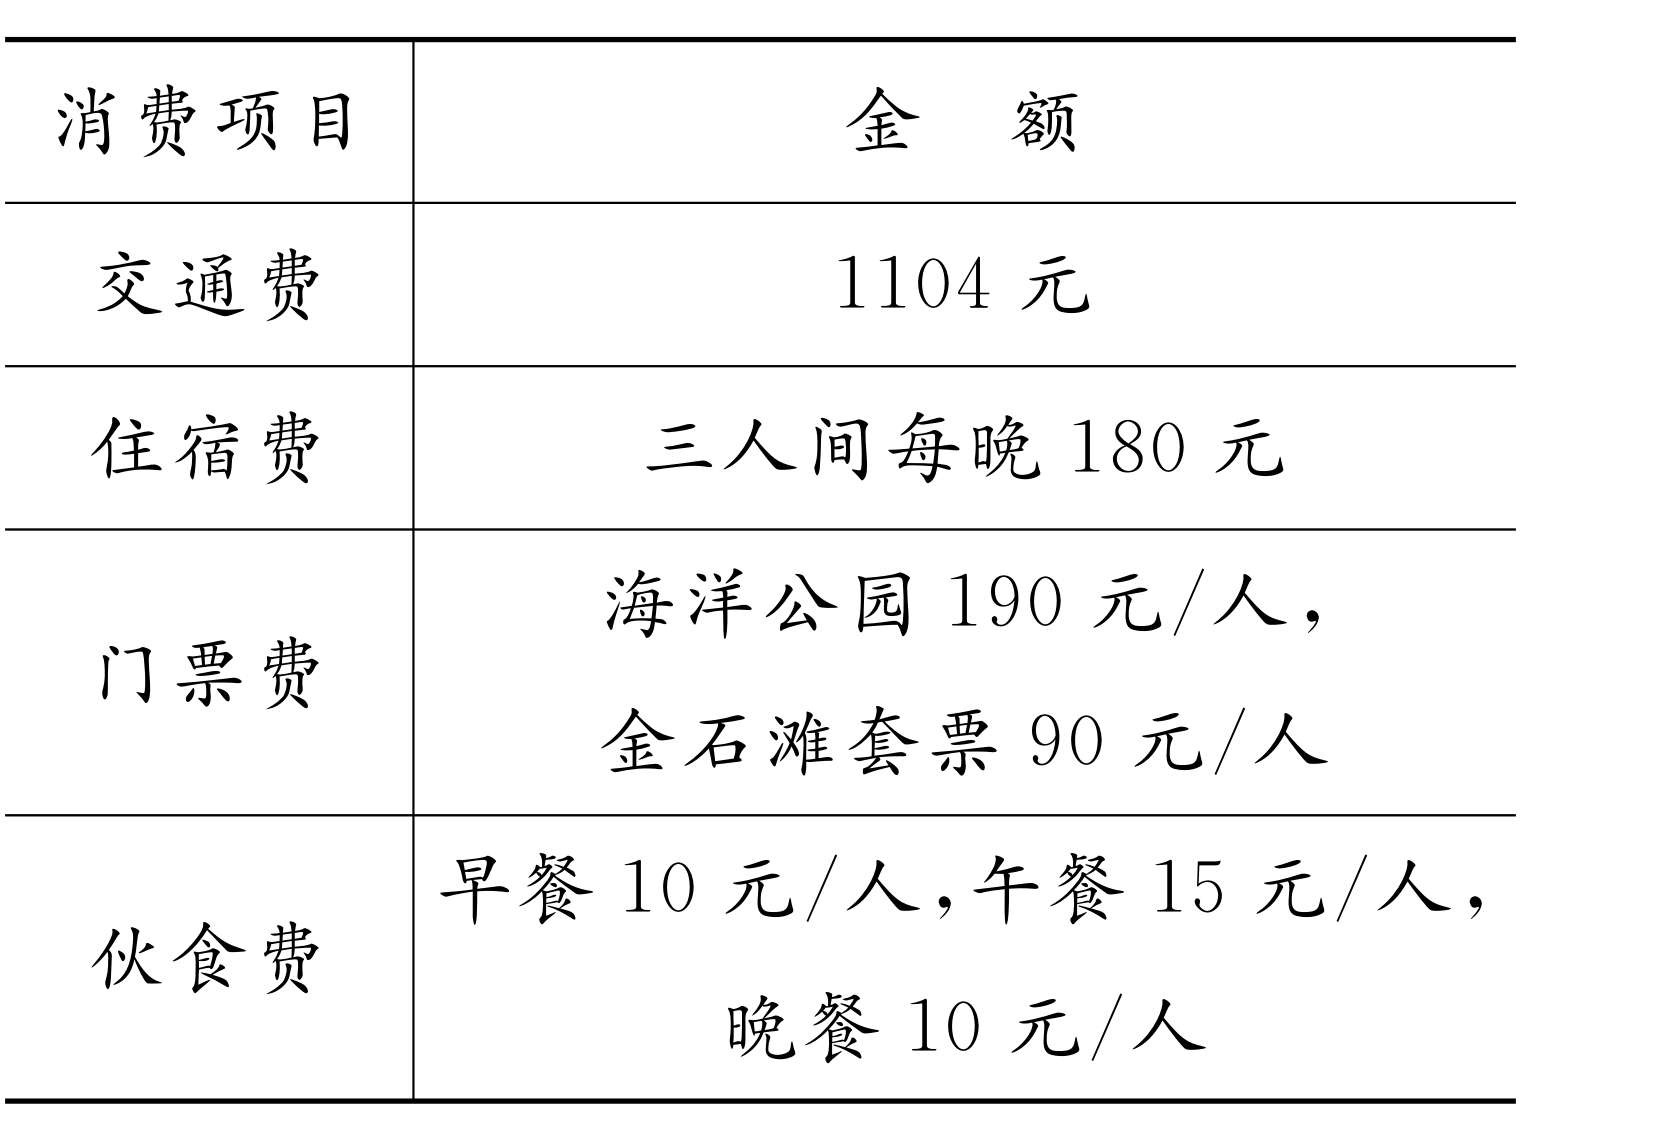 消费项目 金 额
交通费 1104 元
住宿费 三人间每晚 180 元
门票费
海洋公园 190 元/人，
金石滩套票 90 元/人
伙食费
早餐 10 元/人，午餐 15 元/人，
晚餐 10 元/人